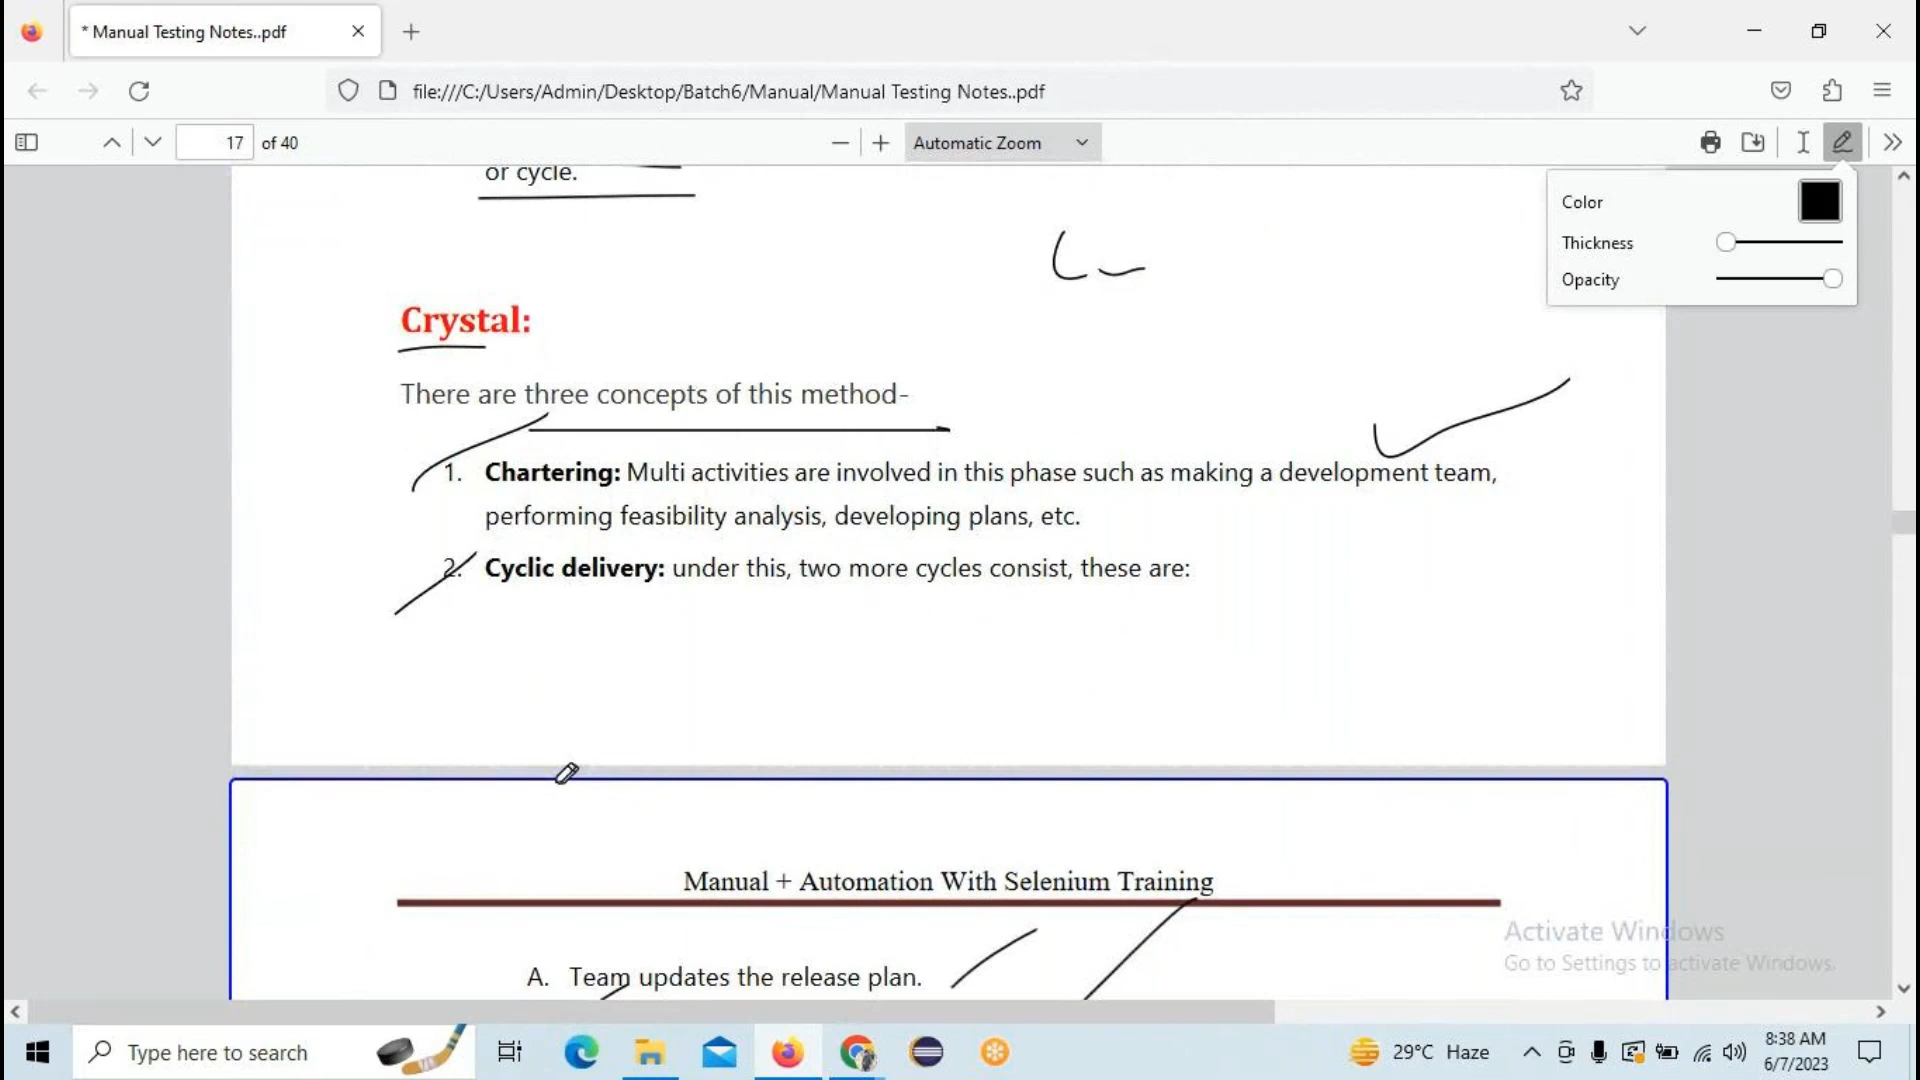 * Manual Testing Notes..pdf
file:///C:/Users/Admin/Desktop/Batch6/Manual/Manual Testing Notes..pdf
17 of 40
Automatic Zoom
Color
Thickness
Opacity
or cycle.
Crystal:
There are three concepts of this method-
1. Chartering: Multi activities are involved in this phase such as making a development team,
performing feasibility analysis, developing plans, etc.
2. Cyclic delivery: under this, two more cycles consist, these are:
Manual + Automation With Selenium Training
A. Team updates the release plan.
Activate Windows
Go to Settings to activate Windows.
Type here to search
29°C Haze
8:38 AM
6/7/2023